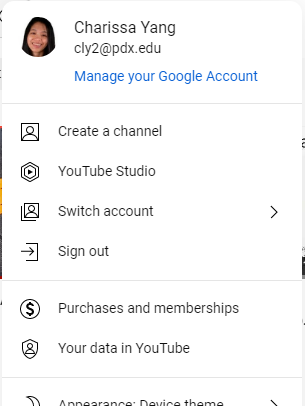 Charissa Yang
cly2@pdx.edu
Manage your Google Account
Create a channel
YouTube Studio
Switch account
Sign out
Purchases and memberships
Your data in YouTube
Appearance: Device theme